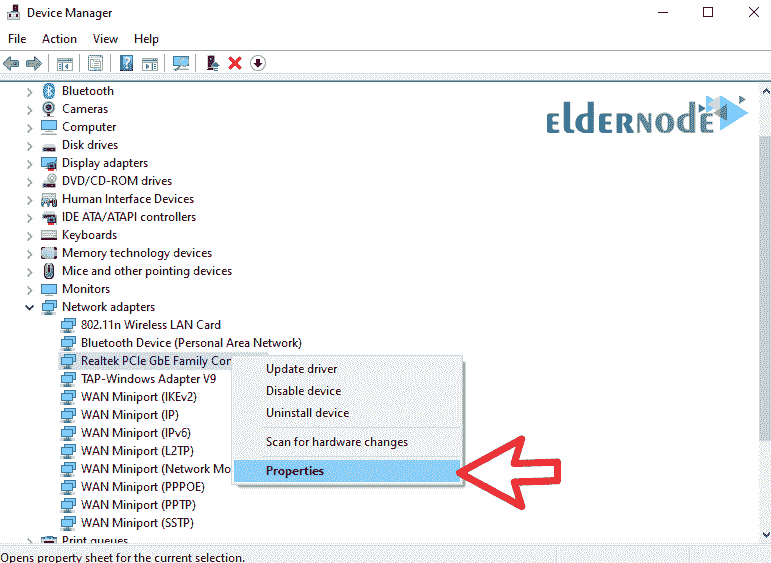 Device Manager
File Action View Help
Bluetooth
Cameras
Computer
Disk drives
Display adapters
DVD/CD-ROM drives
Human Interface Devices
IDE ATA/ATAPI controllers
Keyboards
Memory technology devices
Mice and other pointing devices
Monitors
Network adapters
802.11n Wireless LAN Card
Bluetooth Device (Personal Area Network)
Realtek PCIe GbE Family Con
TAP-Windows Adapter V9
WAN Miniport (IKEv2)
WAN Miniport (IP)
WAN Miniport (IPv6)
WAN Miniport (L2TP)
WAN Miniport (Network Mo
WAN Miniport (PPPOE)
WAN Miniport (PPTP)
WAN Miniport (SSTP)
Print queues
Update driver
Disable device
Uninstall device
Scan for hardware changes
Properties
eldernode
Opens property sheet for the current selection.